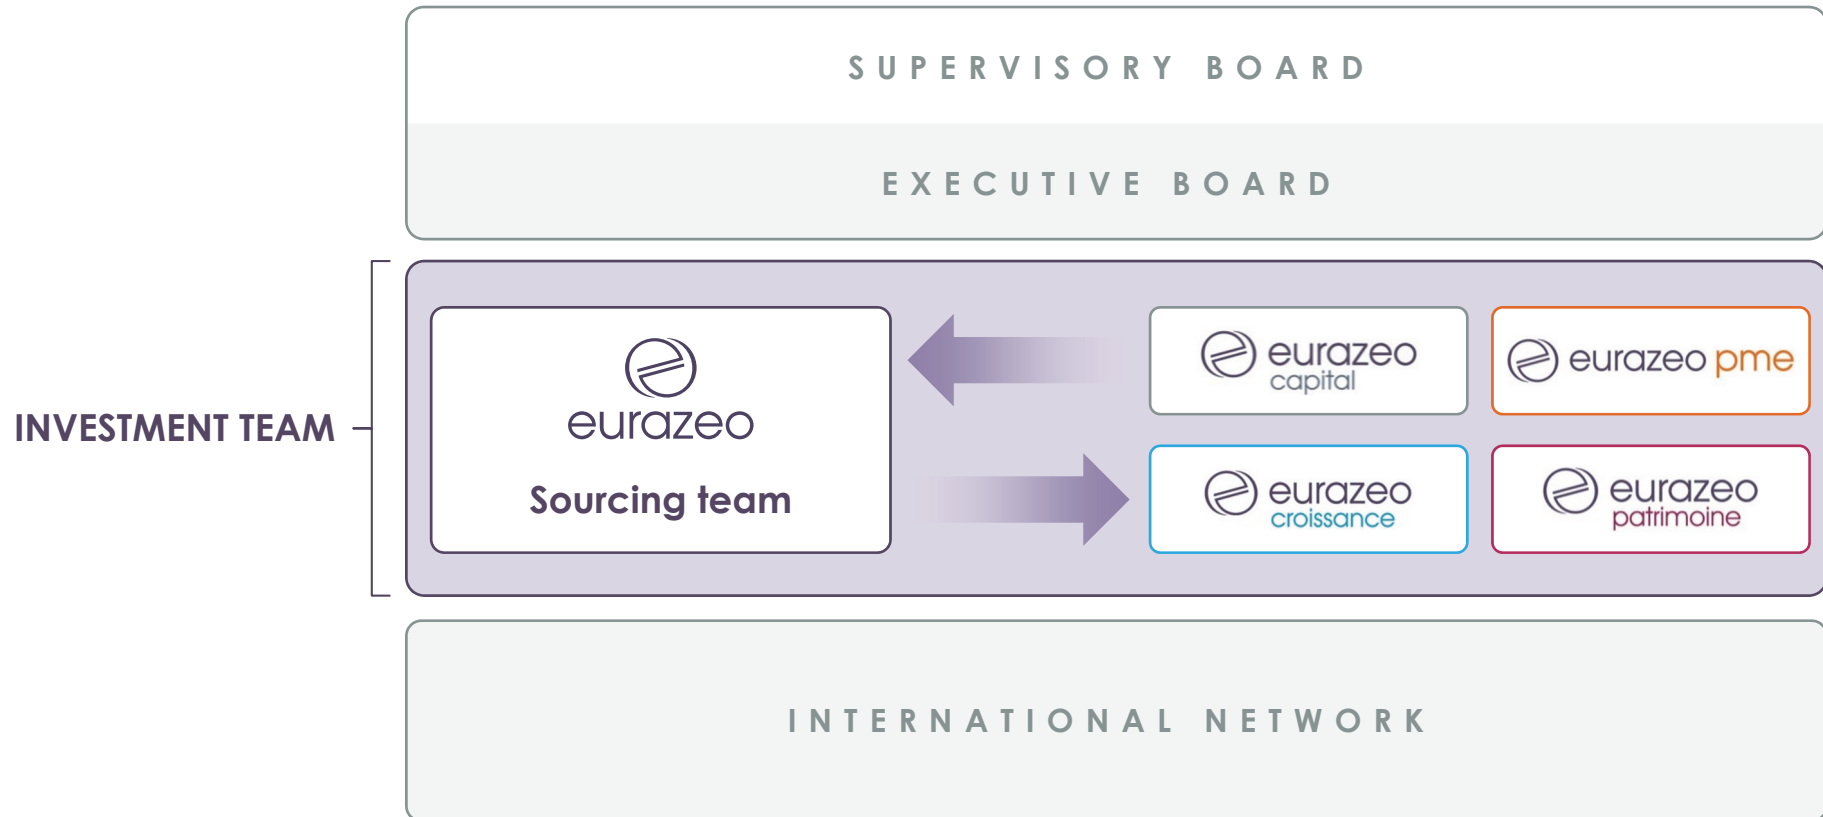 SUPERVISORY BOARD
EXECUTIVE BOARD
INVESTMENT TEAM
eurazeo
Sourcing team
eurazeo
capital
eurazeo pme
eurazeo
croissance
eurazeo
patrimoine
INTERNATIONAL NETWORK